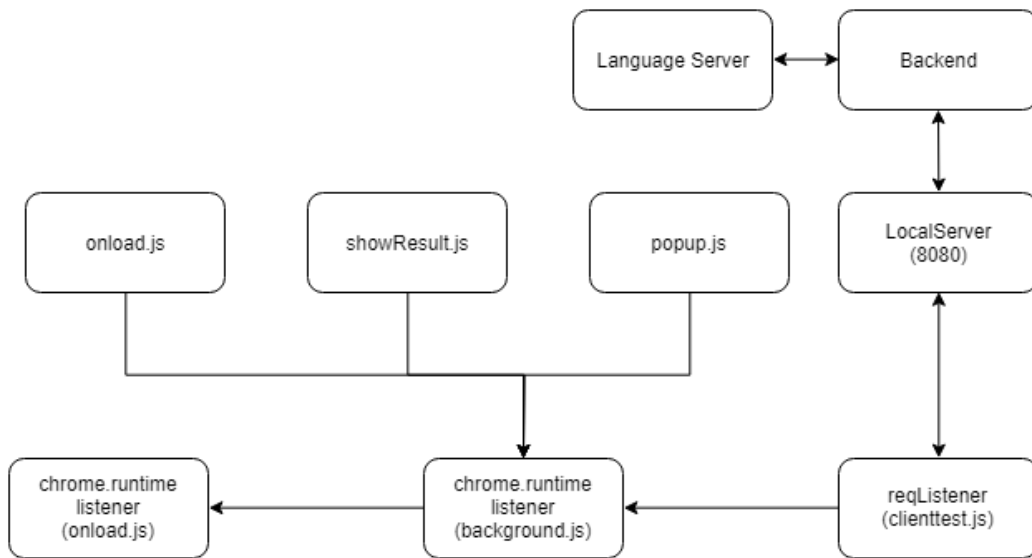 Language Server
Backend
onload.js
showResult.js
popup.js
LocalServer
(8080)
chrome.runtime
listener
(onload.js)
chrome.runtime
listener
(background.js)
reqListener
(clienttest.js)